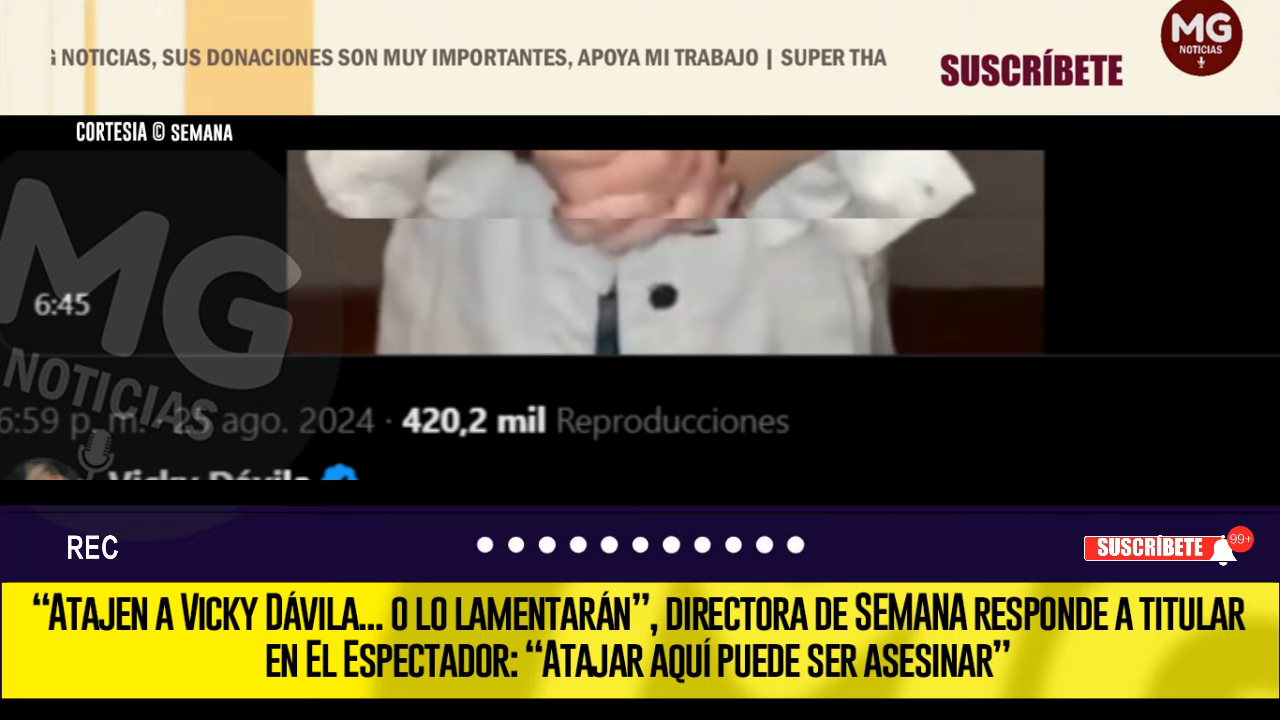 G NOTICIAS, SUS DONACIONES SON MUY IMPORTANTES, APOYA MI TRABAJO | SUPER THA
SUSCRÍBETE
MG
NOTICIAS
CORTESIA © SEMANA
MG
NOTICIAS
6:45
6:59 p. m. · 25 ago. 2024 · 420,2 mil Reproducciones
Vicky Dávila
REC
SUSCRÍBETE
99+
“ATAJEN A VICKY DÁVILA... O LO LAMENTARÁN”, DIRECTORA DE SEMANA RESPONDE A TITULAR
EN EL ESPECTADOR: “ATAJAR AQUÍ PUEDE SER ASESINAR”